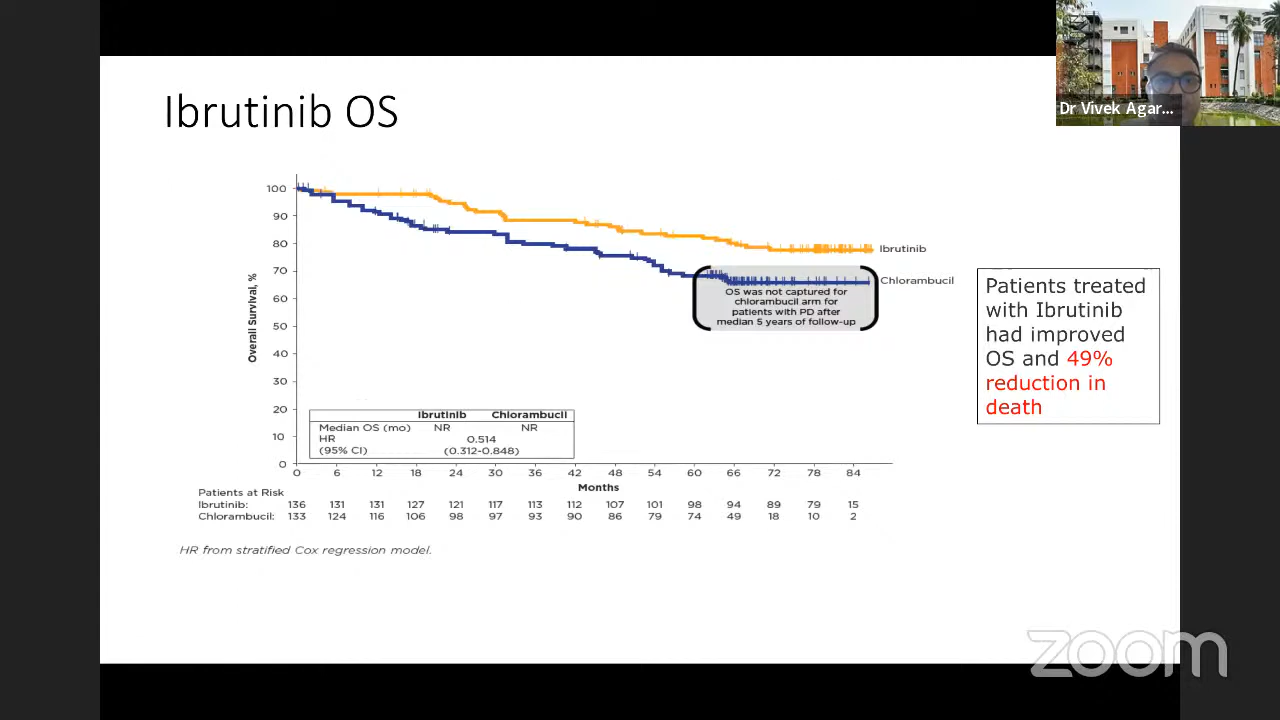 Dr Vivek Agar...
Ibrutinib OS
100
90
80
70
60
50
40
30
20
10
0
Overall Survival, %
Ibrutinib
Chlorambucil
OS was not captured for
chlorambucil arm for
patients with PD after
median 5 years of follow-up
Patients treated
with Ibrutinib
had improved
OS and 49%
reduction in
death
Ibrutinib Chlorambucil
Median OS (mo) NR NR
HR 0.514
(95% CI) (0.312-0.848)
0 6 12 18 24 30 36 42 48 54 60 66 72 78 84
Months
Patients at Risk
Ibrutinib: 136 131 131 127 121 117 113 112 107 101 98 94 89 79 15
Chlorambucil: 133 124 116 106 98 97 93 90 86 79 74 49 18 10 2
HR from stratified Cox regression model.
zoom